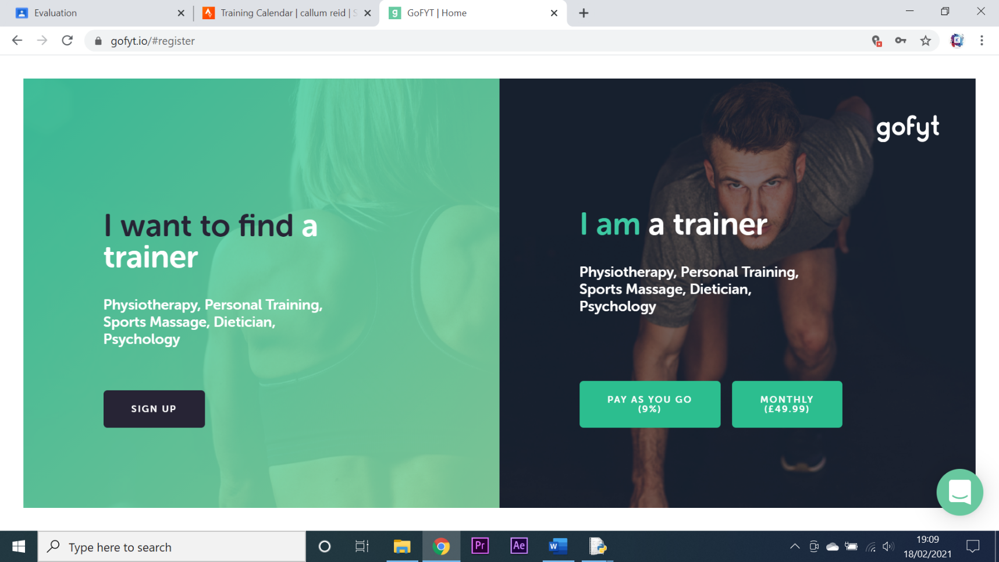 Evaluation
Training Calendar | callum reid |
GoFYT | Home
gofyt.io/#register
gofyt
I want to find a
trainer
Physiotherapy, Personal Training,
Sports Massage, Dietician,
Psychology
SIGN UP
I am a trainer
Physiotherapy, Personal Training,
Sports Massage, Dietician,
Psychology
PAY AS YOU GO
(9%)
MONTHLY
(£49.99)
Type here to search
Pr
Ae
W
19:09
18/02/2021